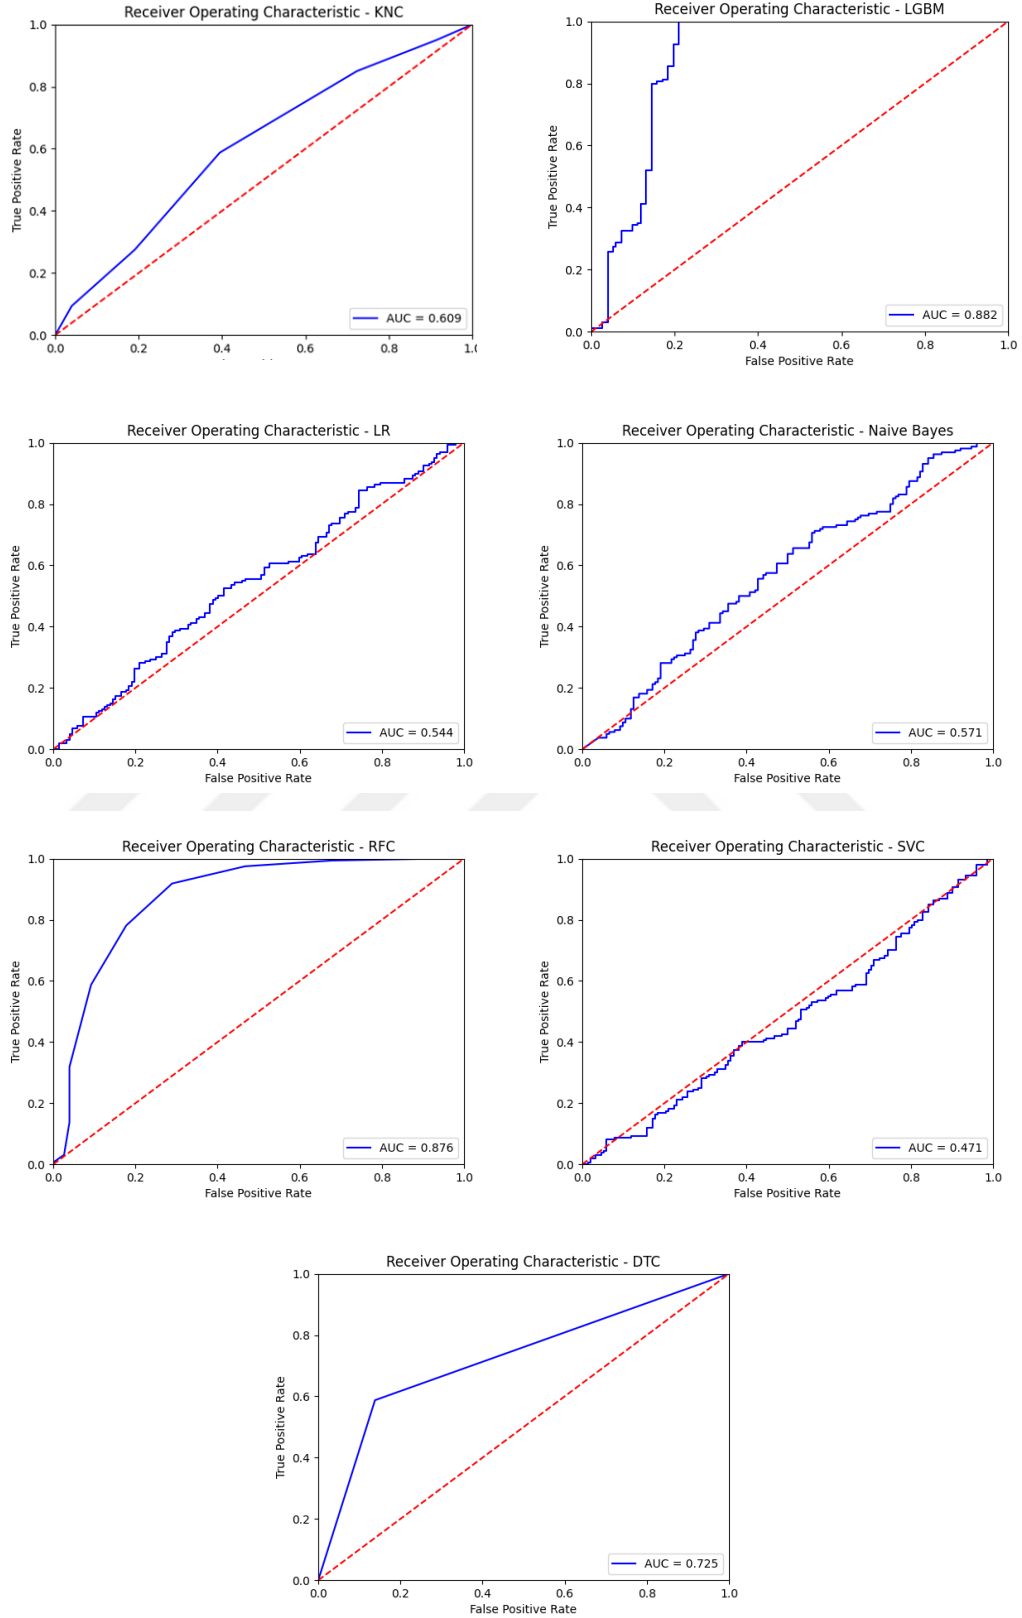 Receiver Operating Characteristic - KNC
True Positive Rate
1.0
0.8
0.6
0.4
0.2
0.0
0.0 0.2 0.4 0.6 0.8 1.0
AUC = 0.609
Receiver Operating Characteristic - LGBM
True Positive Rate
1.0
0.8
0.6
0.4
0.2
0.0
0.0 0.2 0.4 0.6 0.8 1.0
False Positive Rate
AUC = 0.882
Receiver Operating Characteristic - LR
True Positive Rate
1.0
0.8
0.6
0.4
0.2
0.0
0.0 0.2 0.4 0.6 0.8 1.0
False Positive Rate
AUC = 0.544
Receiver Operating Characteristic - Naive Bayes
True Positive Rate
1.0
0.8
0.6
0.4
0.2
0.0
0.0 0.2 0.4 0.6 0.8 1.0
False Positive Rate
AUC = 0.571
Receiver Operating Characteristic - RFC
True Positive Rate
1.0
0.8
0.6
0.4
0.2
0.0
0.0 0.2 0.4 0.6 0.8 1.0
False Positive Rate
AUC = 0.876
Receiver Operating Characteristic - SVC
True Positive Rate
1.0
0.8
0.6
0.4
0.2
0.0
0.0 0.2 0.4 0.6 0.8 1.0
False Positive Rate
AUC = 0.471
Receiver Operating Characteristic - DTC
True Positive Rate
1.0
0.8
0.6
0.4
0.2
0.0
0.0 0.2 0.4 0.6 0.8 1.0
False Positive Rate
AUC = 0.725